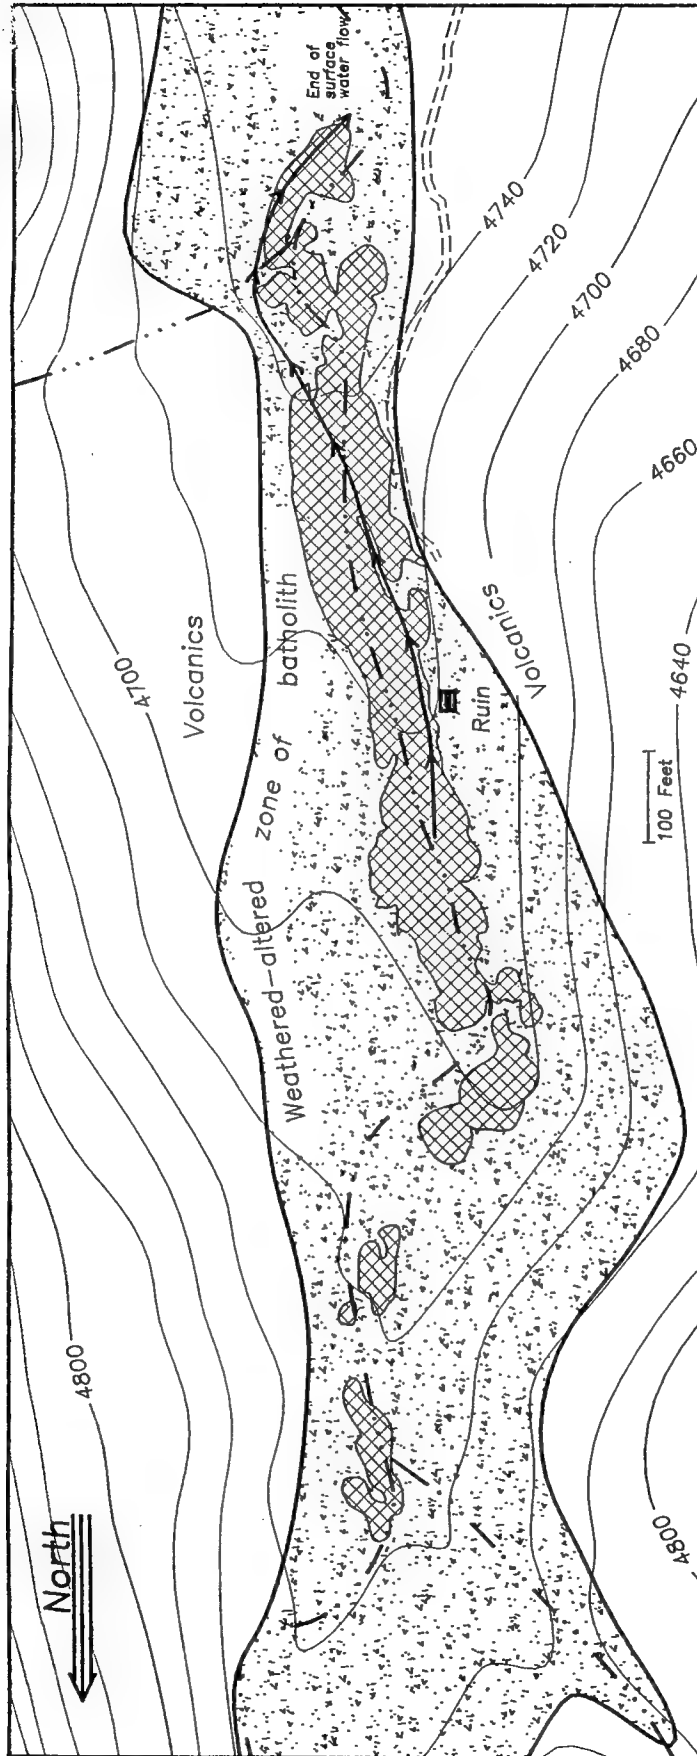 End of
surface
water flow
4740
4720
4700
4680
4660
4640
Volcanics
4700
Weathered-altered zone of batholith
Volcanics
Ruin
100 Feet
4800
North
4800